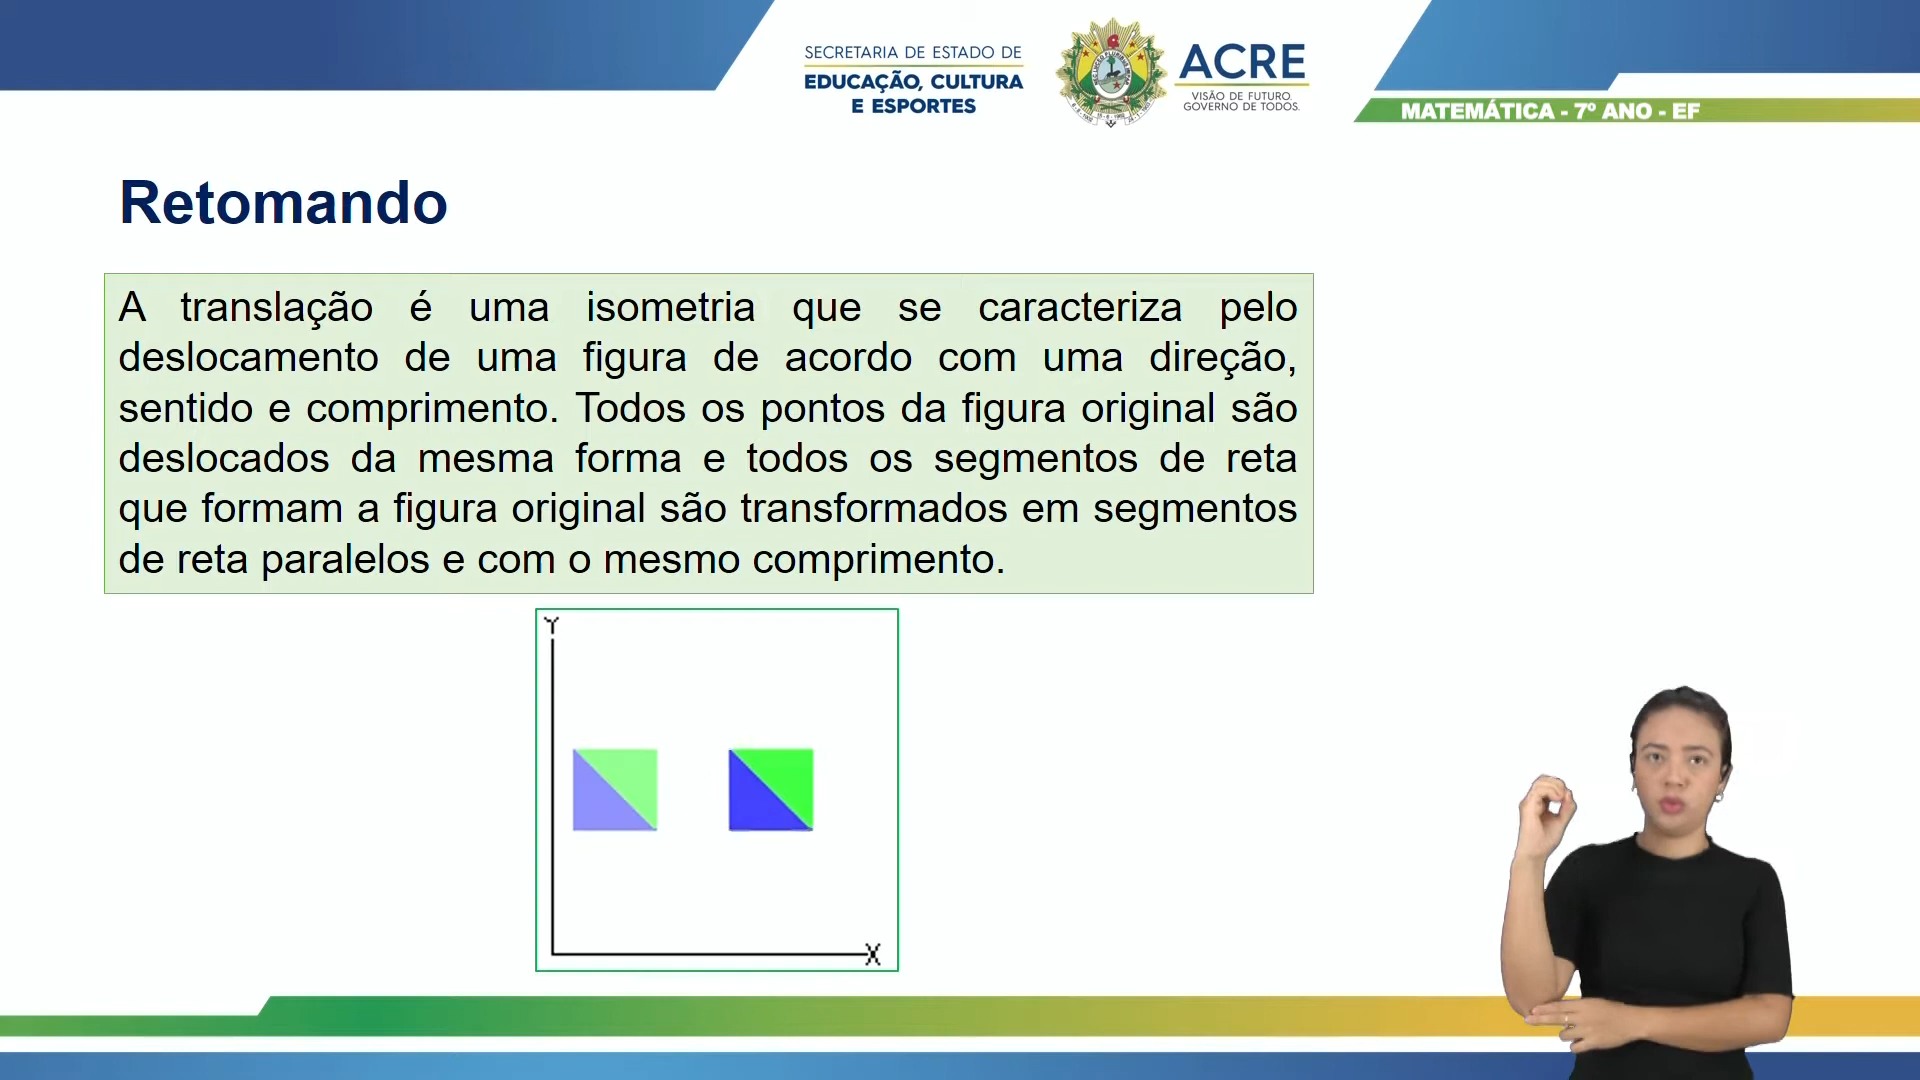 SECRETARIA DE ESTADO DE
EDUCAÇÃO, CULTURA
E ESPORTES
ACRE
VISÃO DE FUTURO.
GOVERNO DE TODOS.
MATEMÁTICA - 7º ANO - EF
Retomando
A translação é uma isometria que se caracteriza pelo
deslocamento de uma figura de acordo com uma direção,
sentido e comprimento. Todos os pontos da figura original são
deslocados da mesma forma e todos os segmentos de reta
que formam a figura original são transformados em segmentos
de reta paralelos e com o mesmo comprimento.
Y
X